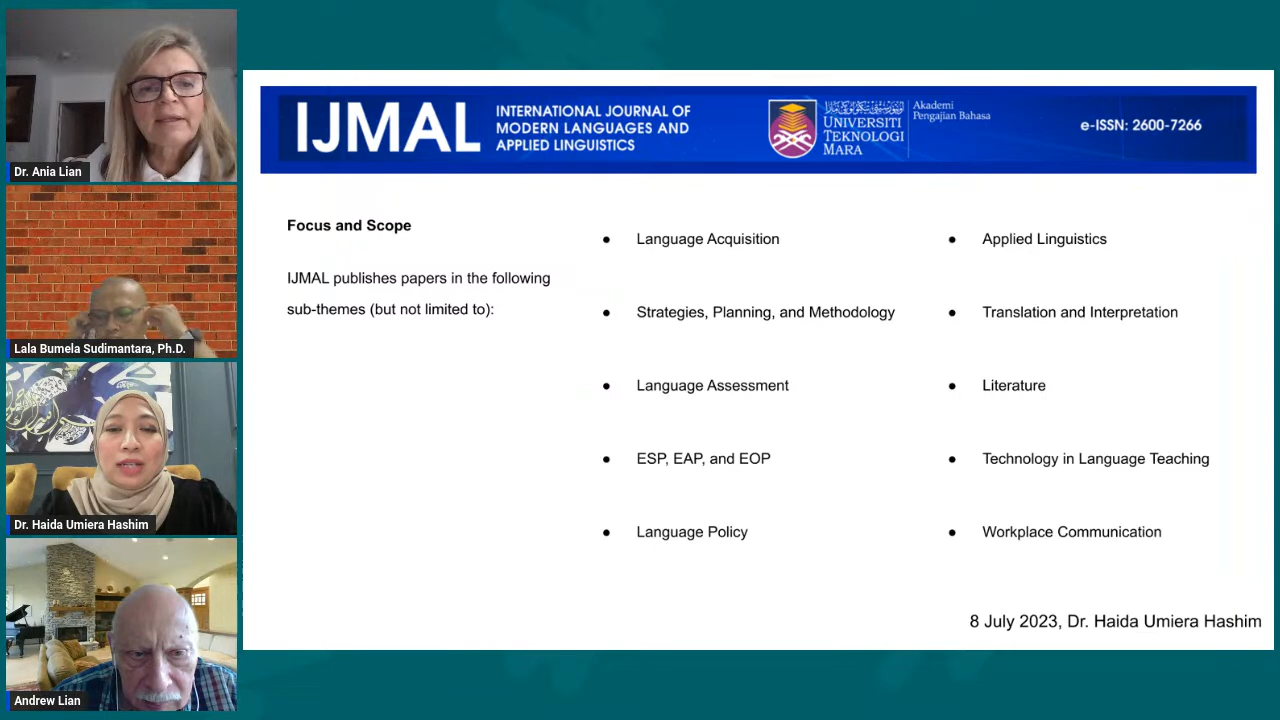 Dr. Ania Lian
Lala Bumela Sudimantara, Ph.D.
Dr. Haida Umiera Hashim
Andrew Lian
IJMAL
INTERNATIONAL JOURNAL OF
MODERN LANGUAGES AND
APPLIED LINGUISTICS
UNIVERSITI
TEKNOLOGI
MARA
Akademi
Pengajian Bahasa
e-ISSN: 2600-7266
Focus and Scope
IJMAL publishes papers in the following
sub-themes (but not limited to):
● Language Acquisition
● Strategies, Planning, and Methodology
● Language Assessment
● ESP, EAP, and EOP
● Language Policy
● Applied Linguistics
● Translation and Interpretation
● Literature
● Technology in Language Teaching
● Workplace Communication
8 July 2023, Dr. Haida Umiera Hashim